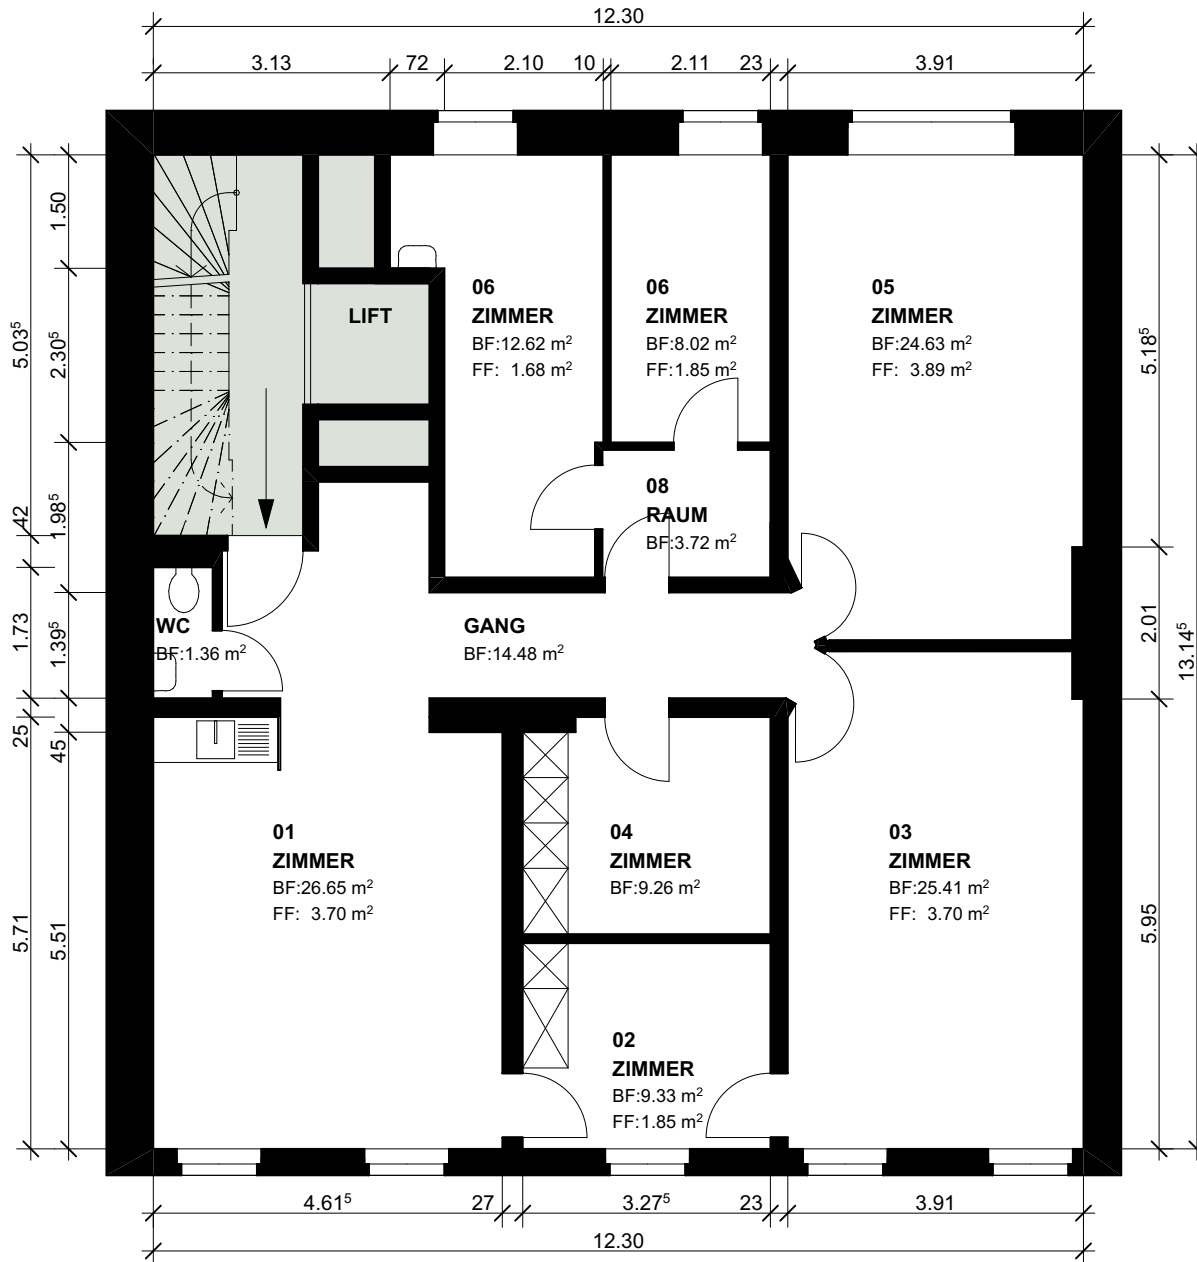 12.30
3.13 72 2.10 10 2.11 23 3.91
1.50
5.03⁵
2.30⁵
42
1.98⁵
1.73
1.39⁵
25
45
5.71
5.51
LIFT
06
ZIMMER
BF:12.62 m²
FF: 1.68 m²
06
ZIMMER
BF:8.02 m²
FF:1.85 m²
05
ZIMMER
BF:24.63 m²
FF: 3.89 m²
08
RAUM
BF:3.72 m²
WC
BF:1.36 m²
GANG
BF:14.48 m²
01
ZIMMER
BF:26.65 m²
FF: 3.70 m²
04
ZIMMER
BF:9.26 m²
03
ZIMMER
BF:25.41 m²
FF: 3.70 m²
02
ZIMMER
BF:9.33 m²
FF:1.85 m²
5.18⁵
2.01
13.14⁵
5.95
4.61⁵ 27 3.27⁵ 23 3.91
12.30